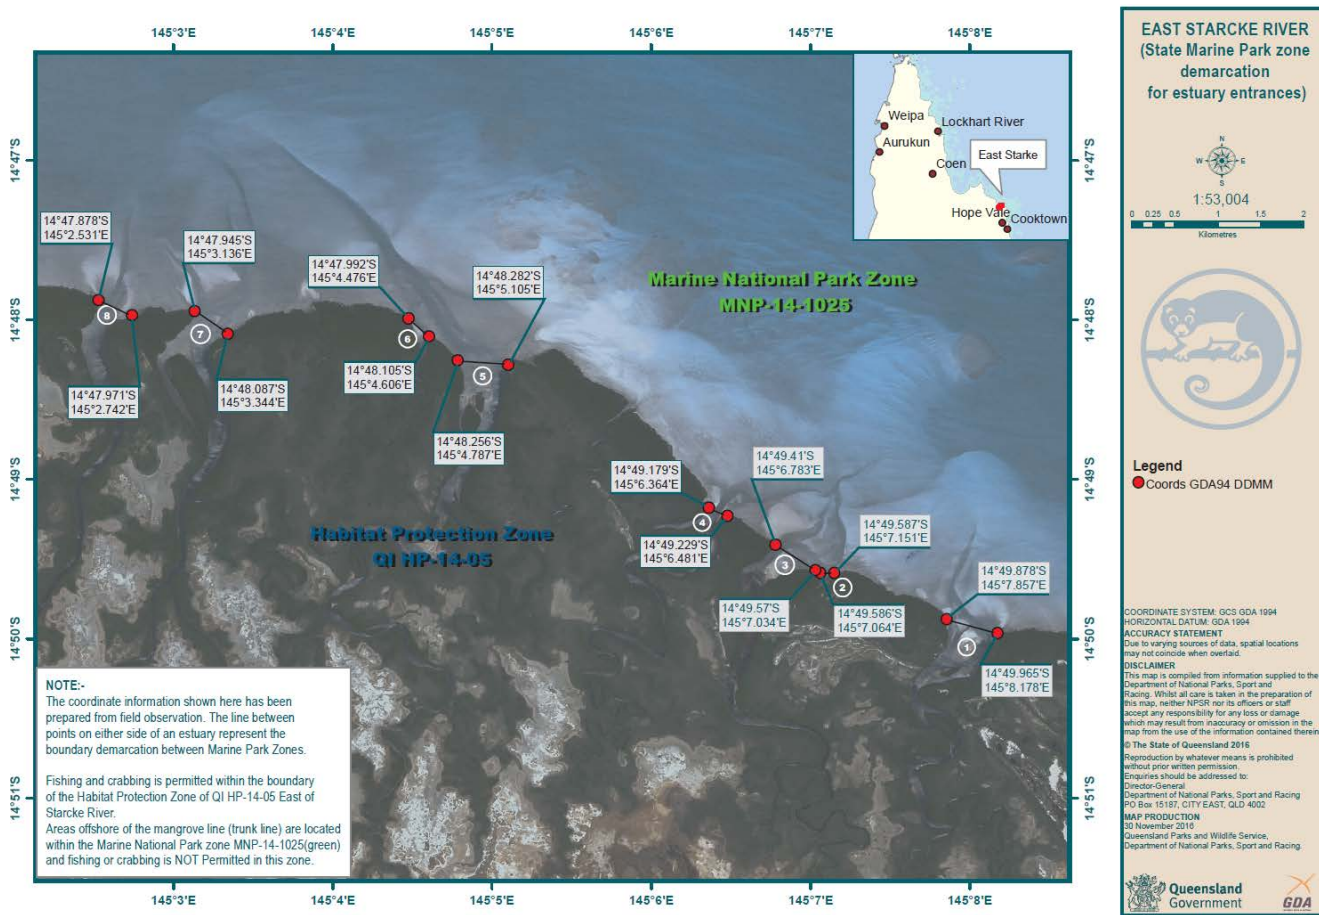 145°3'E
145°4'E
145°5'E
145°6'E
145°7'E
145°8'E
14°47'S
14°48'S
14°49'S
14°50'S
14°51'S
14°47'S
14°48'S
14°49'S
14°50'S
14°51'S
Weipa
Lockhart River
Aurukun
Coen
East Starke
Hope Vale
Cooktown
14°47.878'S
145°2.531'E
14°47.945'S
145°3.136'E
14°47.992'S
145°4.476'E
14°48.282'S
145°5.105'E
Marine National Park Zone
MNP-14-1025
8
7
6
5
14°47.971'S
145°2.742'E
14°48.087'S
145°3.344'E
14°48.105'S
145°4.606'E
14°48.256'S
145°4.787'E
14°49.179'S
145°6.364'E
14°49.41'S
145°6.783'E
14°49.587'S
145°7.151'E
14°49.878'S
145°7.857'E
Habitat Protection Zone
QI HP-14-05
4
3
2
1
14°49.229'S
145°6.481'E
14°49.57'S
145°7.034'E
14°49.586'S
145°7.064'E
14°49.965'S
145°8.178'E
NOTE:-
The coordinate information shown here has been
prepared from field observation. The line between
points on either side of an estuary represent the
boundary demarcation between Marine Park Zones.
Fishing and crabbing is permitted within the boundary
of the Habitat Protection Zone of QI HP-14-05 East of
Starcke River.
Areas offshore of the mangrove line (trunk line) are located
within the Marine National Park zone MNP-14-1025(green)
and fishing or crabbing is NOT Permitted in this zone.
145°3'E
145°4'E
145°5'E
145°6'E
145°7'E
145°8'E
EAST STARCKE RIVER
(State Marine Park zone
demarcation
for estuary entrances)
N
W
E
S
1:53,004
0 0.25 0.5 1 1.5 2
Kilometres
Legend
Coords GDA94 DDMM
COORDINATE SYSTEM: GCS GDA 1994
HORIZONTAL DATUM: GDA 1994
ACCURACY STATEMENT
Due to varying sources of data, spatial locations
may not coincide when overlaid.
DISCLAIMER
This map is compiled from information supplied to the
Department of National Parks, Sport and
Racing. Whilst all care is taken in the preparation of
this map, neither NPSR nor its officers or staff
accept any responsibility for any loss or damage
which may result from inaccuracy or omission in the
map from the use of the information contained therein
© The State of Queensland 2016
Reproduction by whatever means is prohibited
without prior written permission.
Enquiries should be addressed to:
Director-General
Department of National Parks, Sport and Racing
PO Box 15187, CITY EAST, QLD 4002
MAP PRODUCTION
30 November 2016
Queensland Parks and Wildlife Service,
Department of National Parks, Sport and Racing.
Queensland
Government
GDA